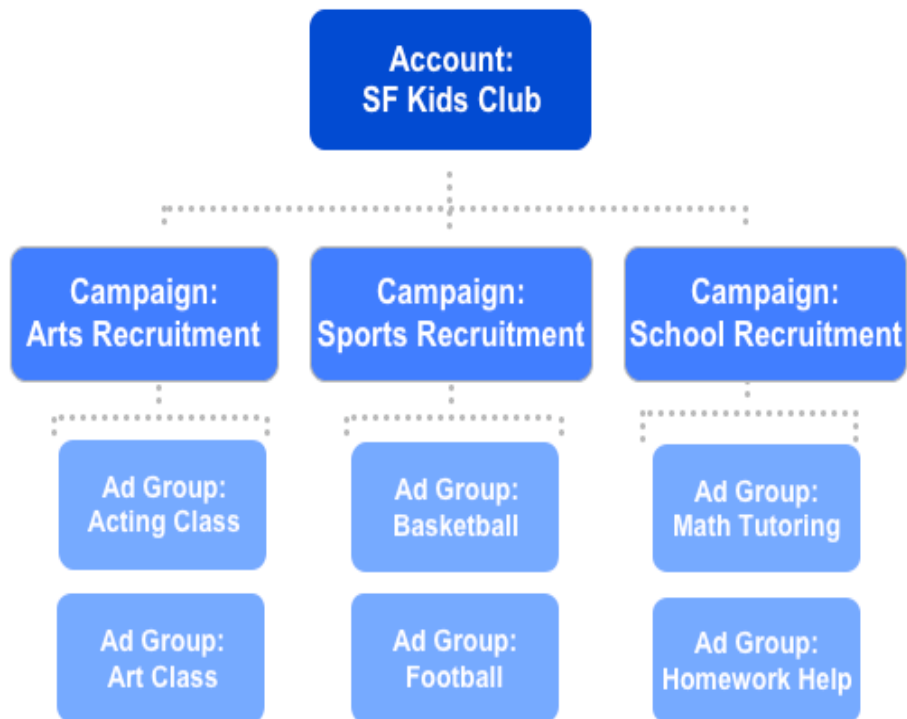 Account:
SF Kids Club
Campaign:
Arts Recruitment
Campaign:
Sports Recruitment
Campaign:
School Recruitment
Ad Group:
Acting Class
Ad Group:
Basketball
Ad Group:
Math Tutoring
Ad Group:
Art Class
Ad Group:
Football
Ad Group:
Homework Help